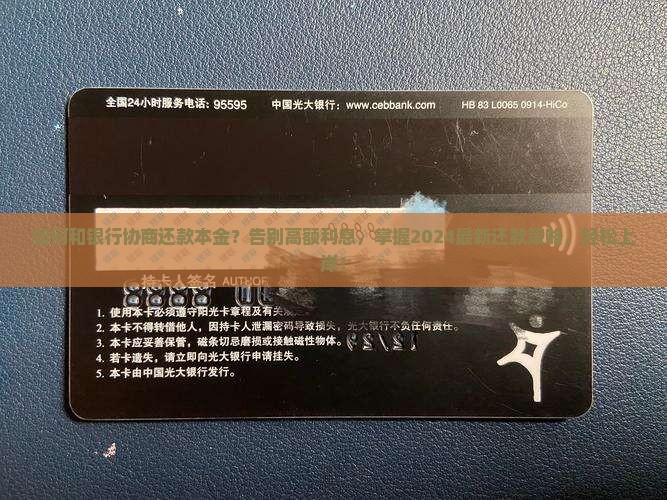 全国24小时服务电话: 95595 中国光大银行: www.cebbank.com HB 83 L0065 0914-HiCo
和银行协商还款本金？告别高额利息，掌握2024最新还款
持卡人签名 AUTHOR
1. 使用本卡必须遵守阳光卡章程及有关
2. 本卡不得转借他人，因持卡人泄漏密码导致损失，光大银行不负任何责任。
3. 本卡应妥善保管，磁条切忌磨损或接触磁性物体。
4. 若卡遗失，请立即向光大银行申请挂失。
5. 本卡由中国光大银行发行。